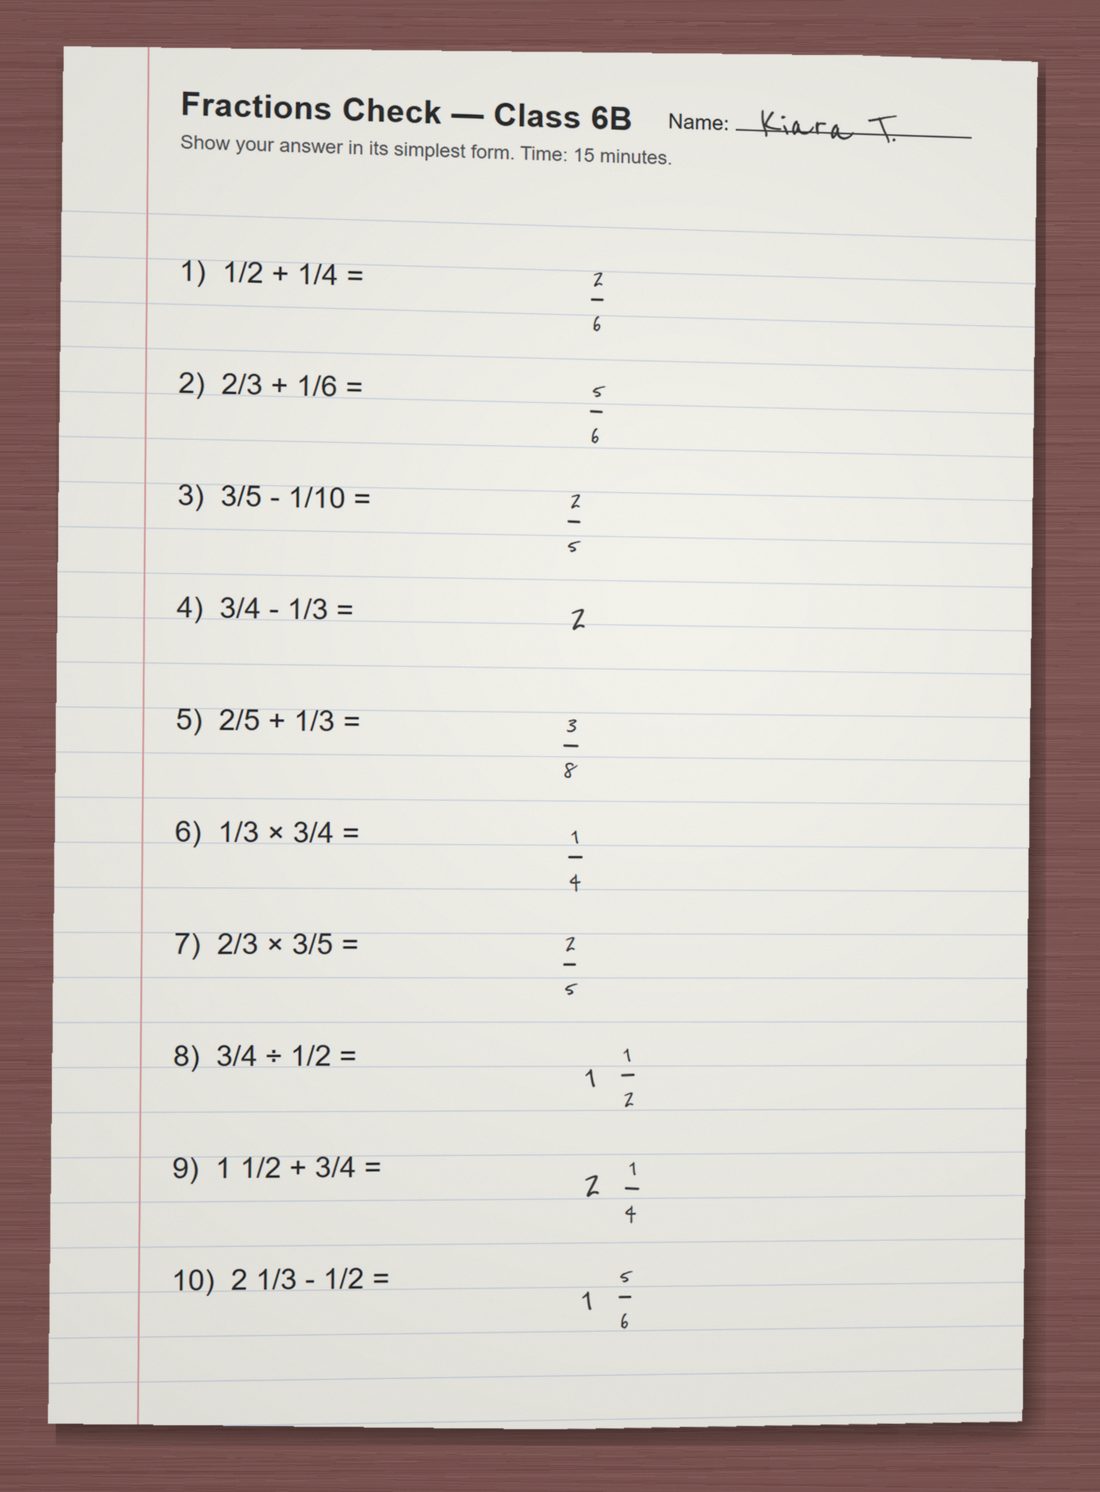 Fractions Check — Class 6B Name: Kiara T.
Show your answer in its simplest form. Time: 15 minutes.
1) 1/2 + 1/4 = 2/6
2) 2/3 + 1/6 = 5/6
3) 3/5 - 1/10 = 2/5
4) 3/4 - 1/3 = 2
5) 2/5 + 1/3 = 3/8
6) 1/3 × 3/4 = 1/4
7) 2/3 × 3/5 = 2/5
8) 3/4 ÷ 1/2 = 1 1/2
9) 1 1/2 + 3/4 = 2 1/4
10) 2 1/3 - 1/2 = 1 5/6